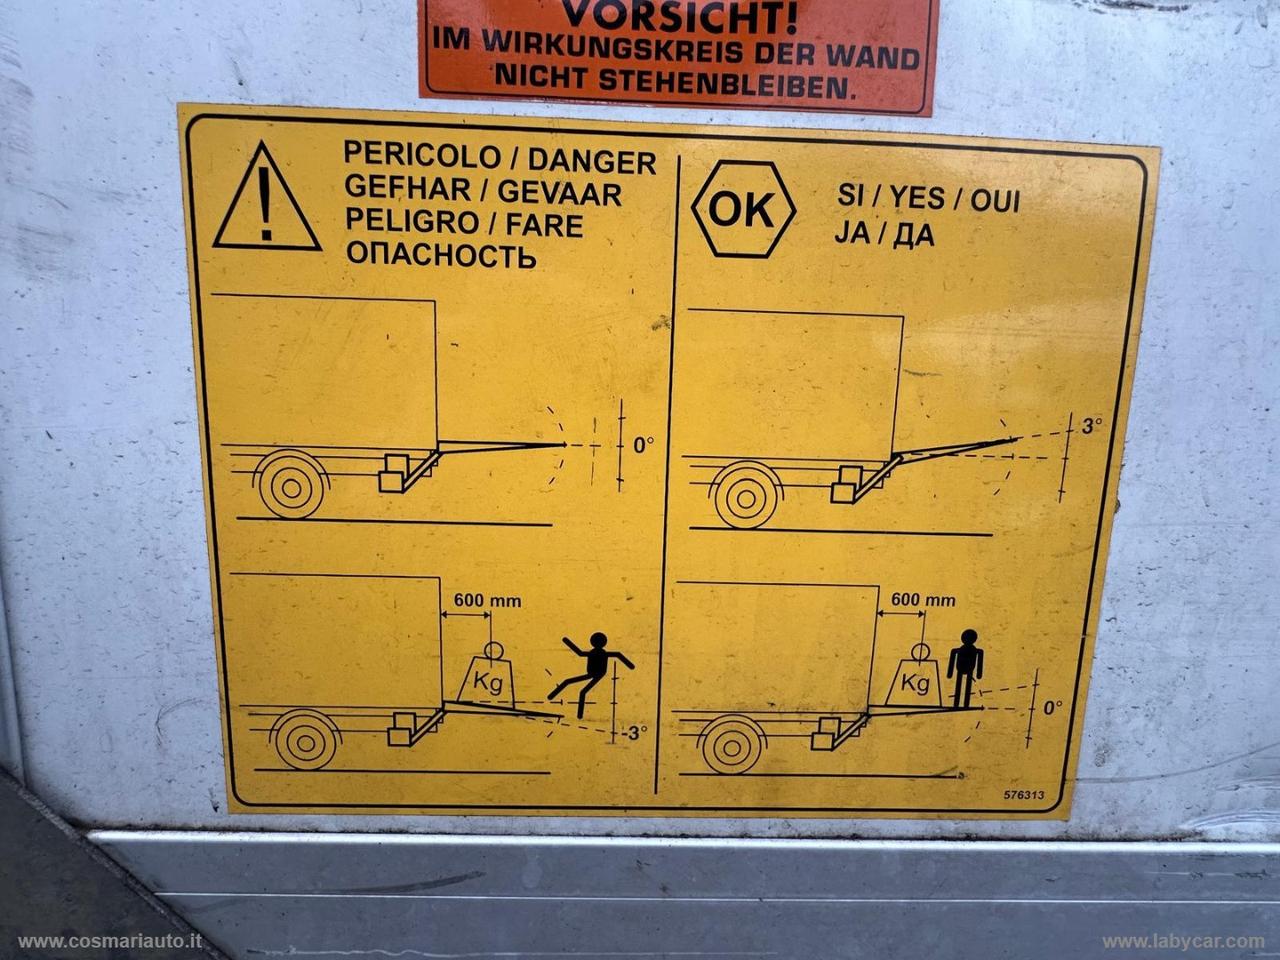 VORSICHT!
IM WIRKUNGSKREIS DER WAND
NICHT STEHENBLEIBEN.
PERICOLO / DANGER
GEFHAR / GEVAAR
PELIGRO / FARE
ОПАСНОСТЬ
OK
SI / YES / OUI
JA / ДА
0°
3°
600 mm
Kg
-3°
600 mm
Kg
0°
576313
www.cosmariauto.it
www.labycar.com